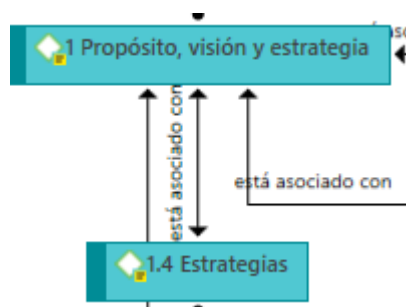 1 Propósito, visión y estrategia
está asociado con
está asociado con
1.4 Estrategias